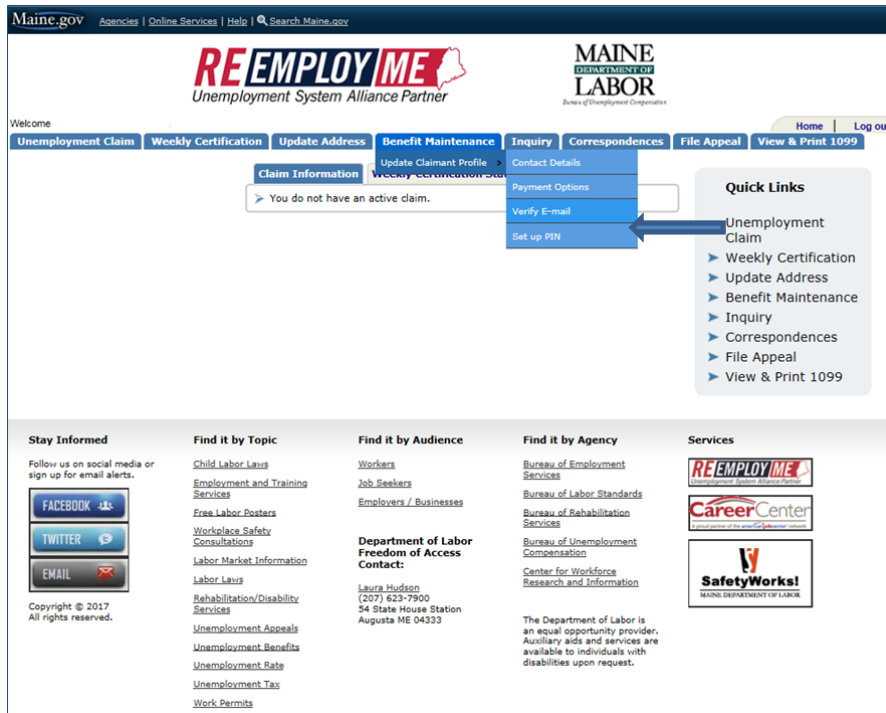 Maine.gov Agencies | Online Services | Help | Search Maine.gov
REEMPLOYME
Unemployment System Alliance Partner
MAINE
DEPARTMENT OF
LABOR
Bureau of Unemployment Compensation
Welcome
Home | Log ou
Unemployment Claim Weekly Certification Update Address Benefit Maintenance Inquiry Correspondences File Appeal View & Print 1099
Update Claimant Profile
Contact Details
Payment Options
Verify E-mail
Set up PIN
Claim Information Weekly Certification Sta
You do not have an active claim.
Quick Links
Unemployment
Claim
Weekly Certification
Update Address
Benefit Maintenance
Inquiry
Correspondences
File Appeal
View & Print 1099
Stay Informed
Follow us on social media or
sign up for email alerts.
FACEBOOK
TWITTER
EMAIL
Copyright © 2017
All rights reserved.
Find it by Topic
Child Labor Laws
Employment and Training
Services
Free Labor Posters
Workplace Safety
Consultations
Labor Market Information
Labor Laws
Rehabilitation/Disability
Services
Unemployment Appeals
Unemployment Benefits
Unemployment Rate
Unemployment Tax
Work Permits
Find it by Audience
Workers
Job Seekers
Employers / Businesses
Department of Labor
Freedom of Access
Contact:
Laura Hudson
(207) 623-7900
54 State House Station
Augusta ME 04333
Find it by Agency
Bureau of Employment
Services
Bureau of Labor Standards
Bureau of Rehabilitation
Services
Bureau of Unemployment
Compensation
Center for Workforce
Research and Information
The Department of Labor is
an equal opportunity provider.
Auxiliary aids and services are
available to individuals with
disabilities upon request.
Services
REEMPLOYME
Unemployment System Alliance Partner
CareerCenter
A proud partner of the americanjobcenter network
SafetyWorks!
MAINE DEPARTMENT OF LABOR